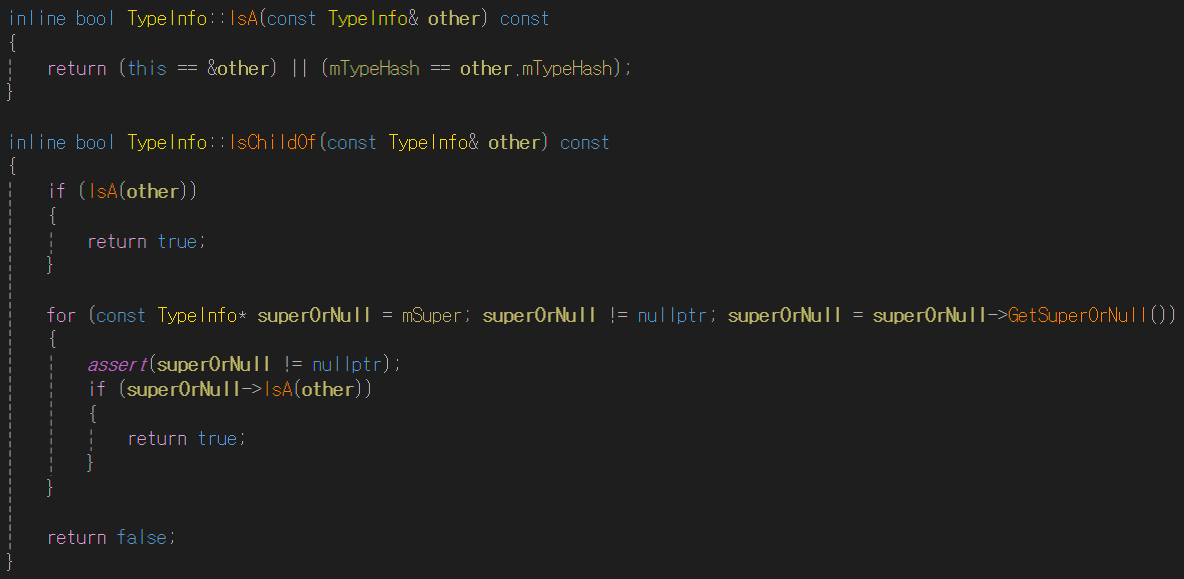 inline bool TypeInfo::IsA(const TypeInfo& other) const
{
    return (this == &other) || (mTypeHash == other.mTypeHash);
}

inline bool TypeInfo::IsChildOf(const TypeInfo& other) const
{
    if (IsA(other))
    {
        return true;
    }

    for (const TypeInfo* superOrNull = mSuper; superOrNull != nullptr; superOrNull = superOrNull->GetSuperOrNull())
    {
        assert(superOrNull != nullptr);
        if (superOrNull->IsA(other))
        {
            return true;
        }
    }

    return false;
}